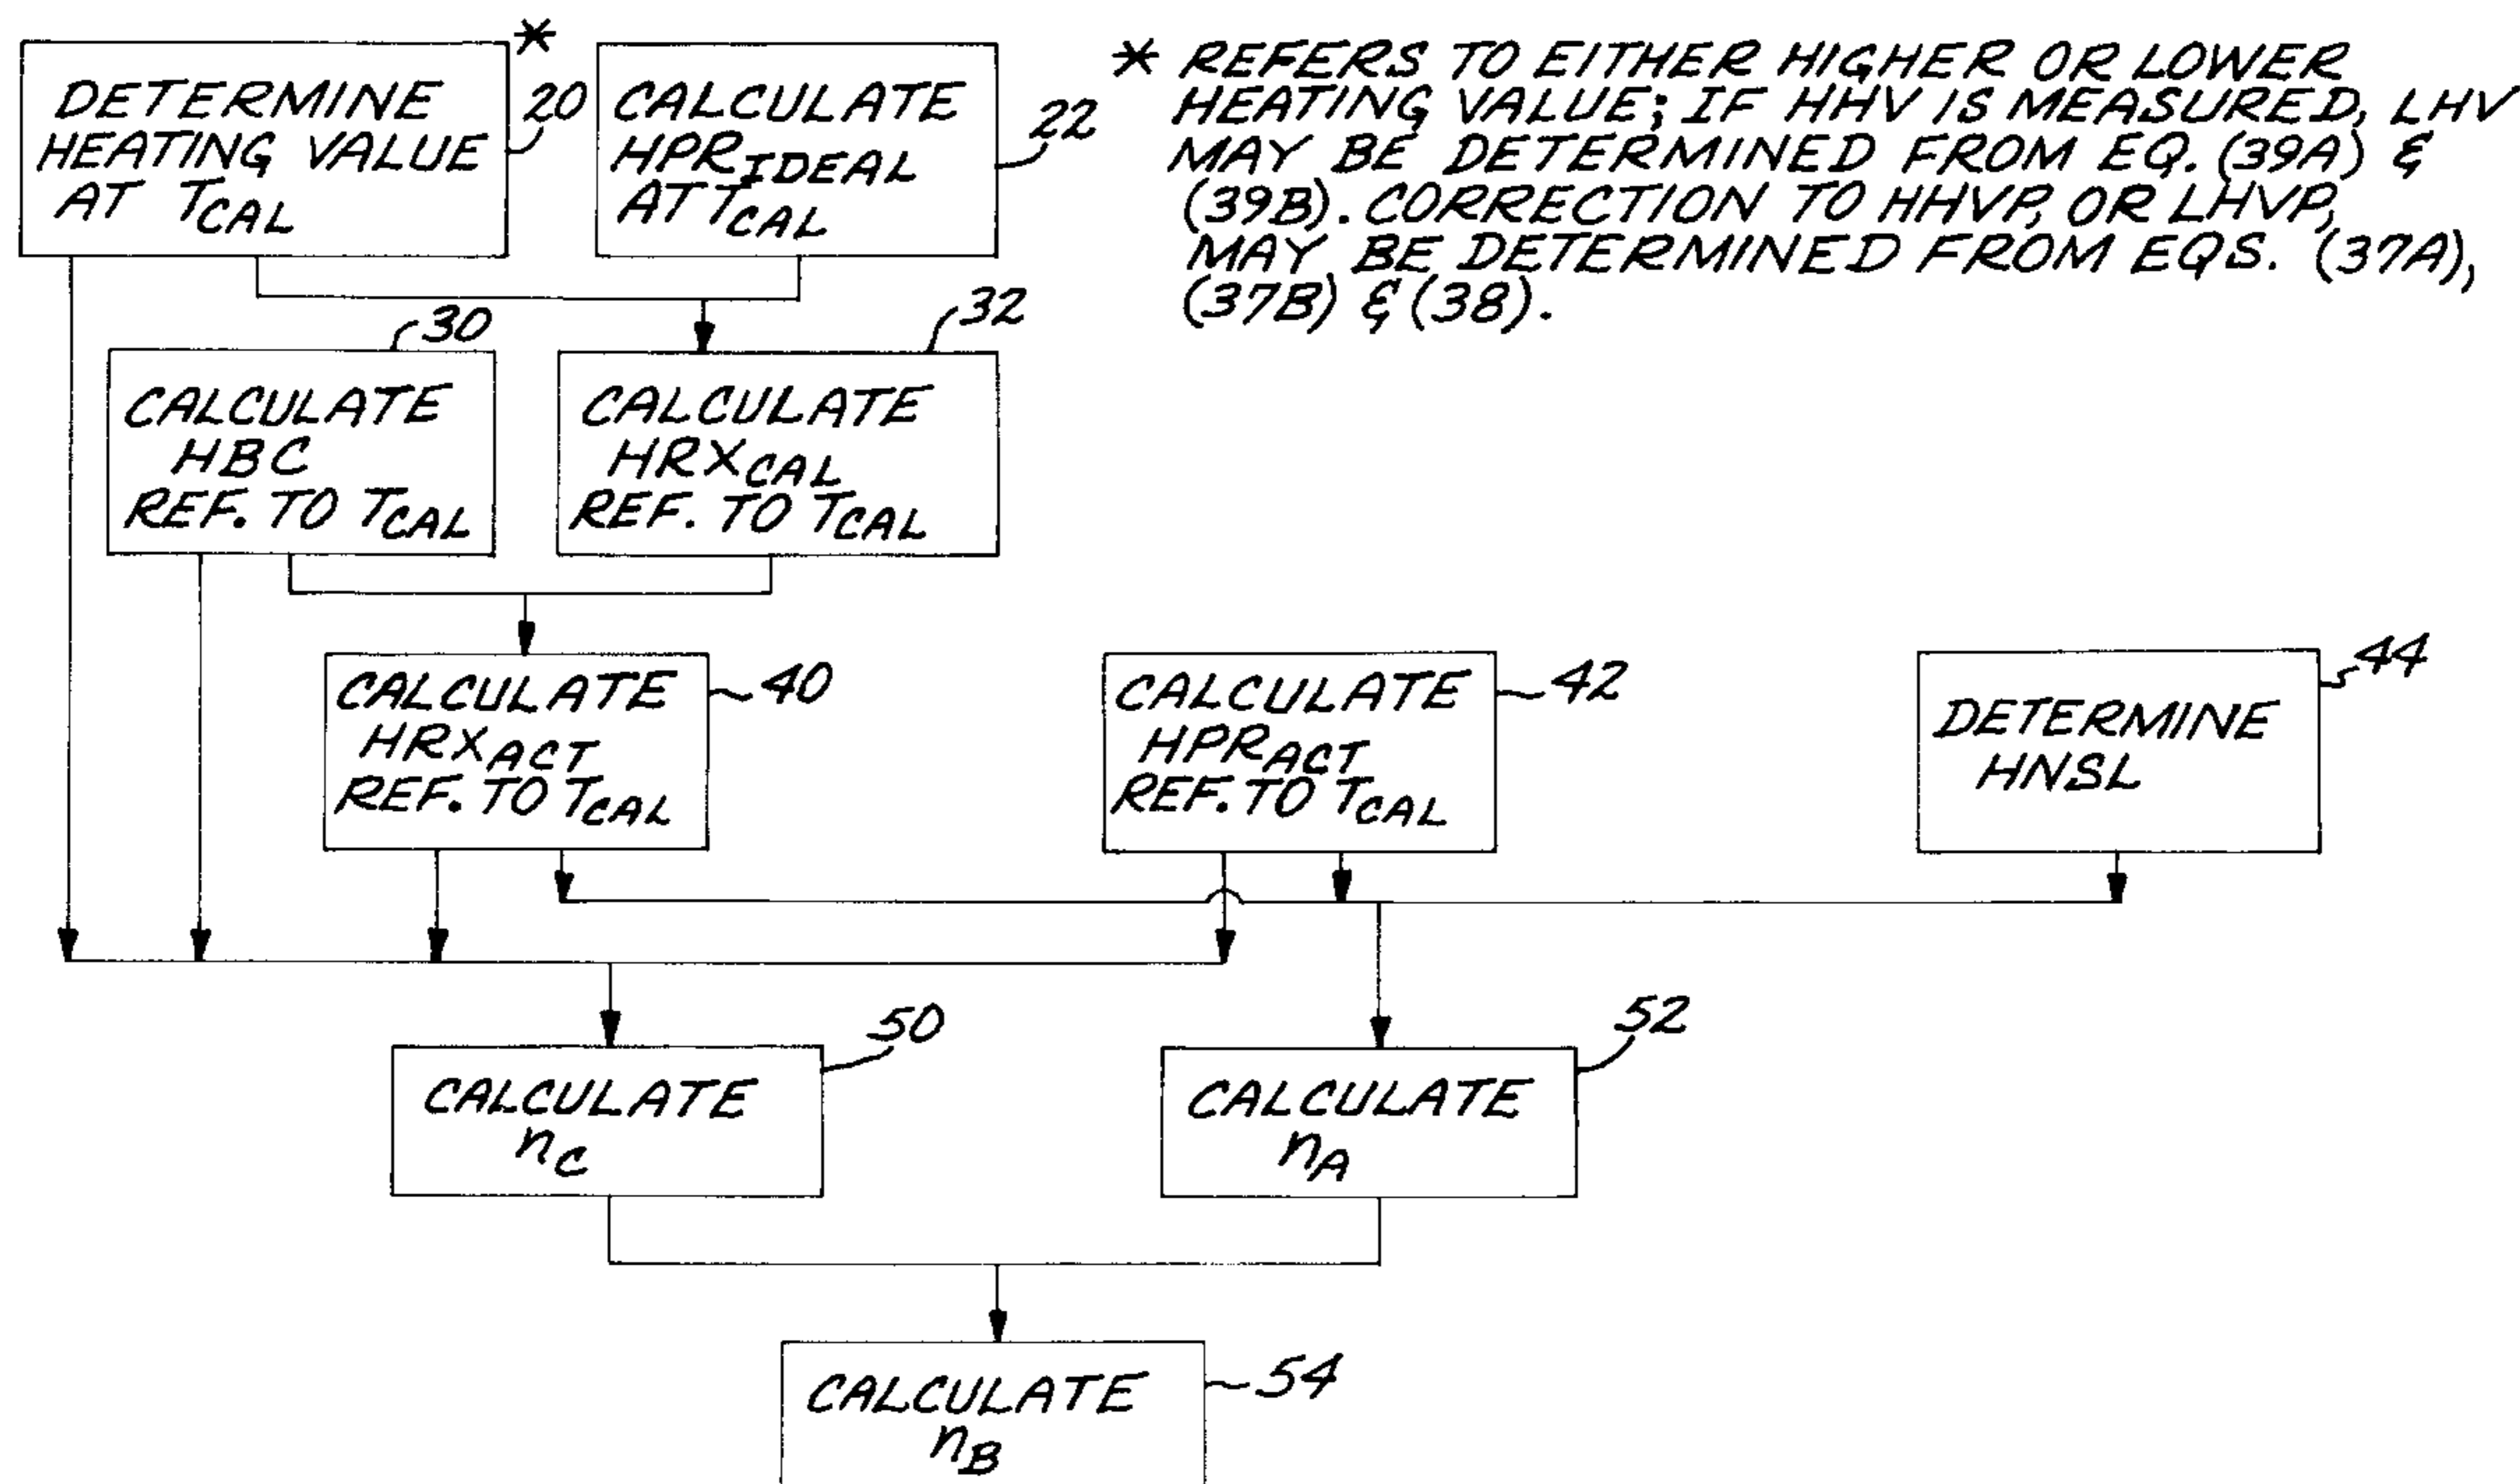 *
DETERMINE
HEATING VALUE
AT TCAL
20
CALCULATE
HPRIDEAL
AT TCAL
22
* REFERS TO EITHER HIGHER OR LOWER
HEATING VALUE; IF HHV IS MEASURED, LHV
MAY BE DETERMINED FROM EQ. (39A) &
(39B). CORRECTION TO HHVP, OR LHVP,
MAY BE DETERMINED FROM EQS. (37A),
(37B) & (38).
30
CALCULATE
HBC
REF. TO TCAL
32
CALCULATE
HRXCAL
REF. TO TCAL
CALCULATE
HRXACT
REF. TO TCAL
40
CALCULATE
HPRACT
REF. TO TCAL
42
DETERMINE
HNSL
44
50
CALCULATE
nC
52
CALCULATE
nA
CALCULATE
nB
54